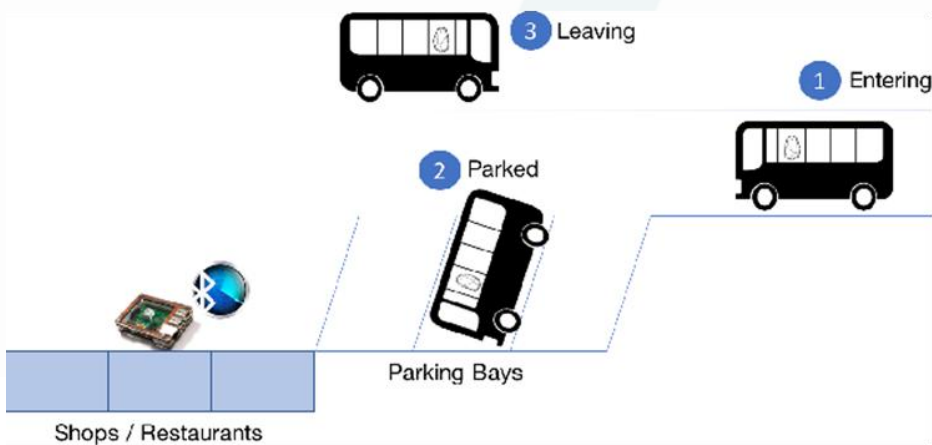 3 Leaving
1 Entering
2 Parked
Parking Bays
Shops / Restaurants